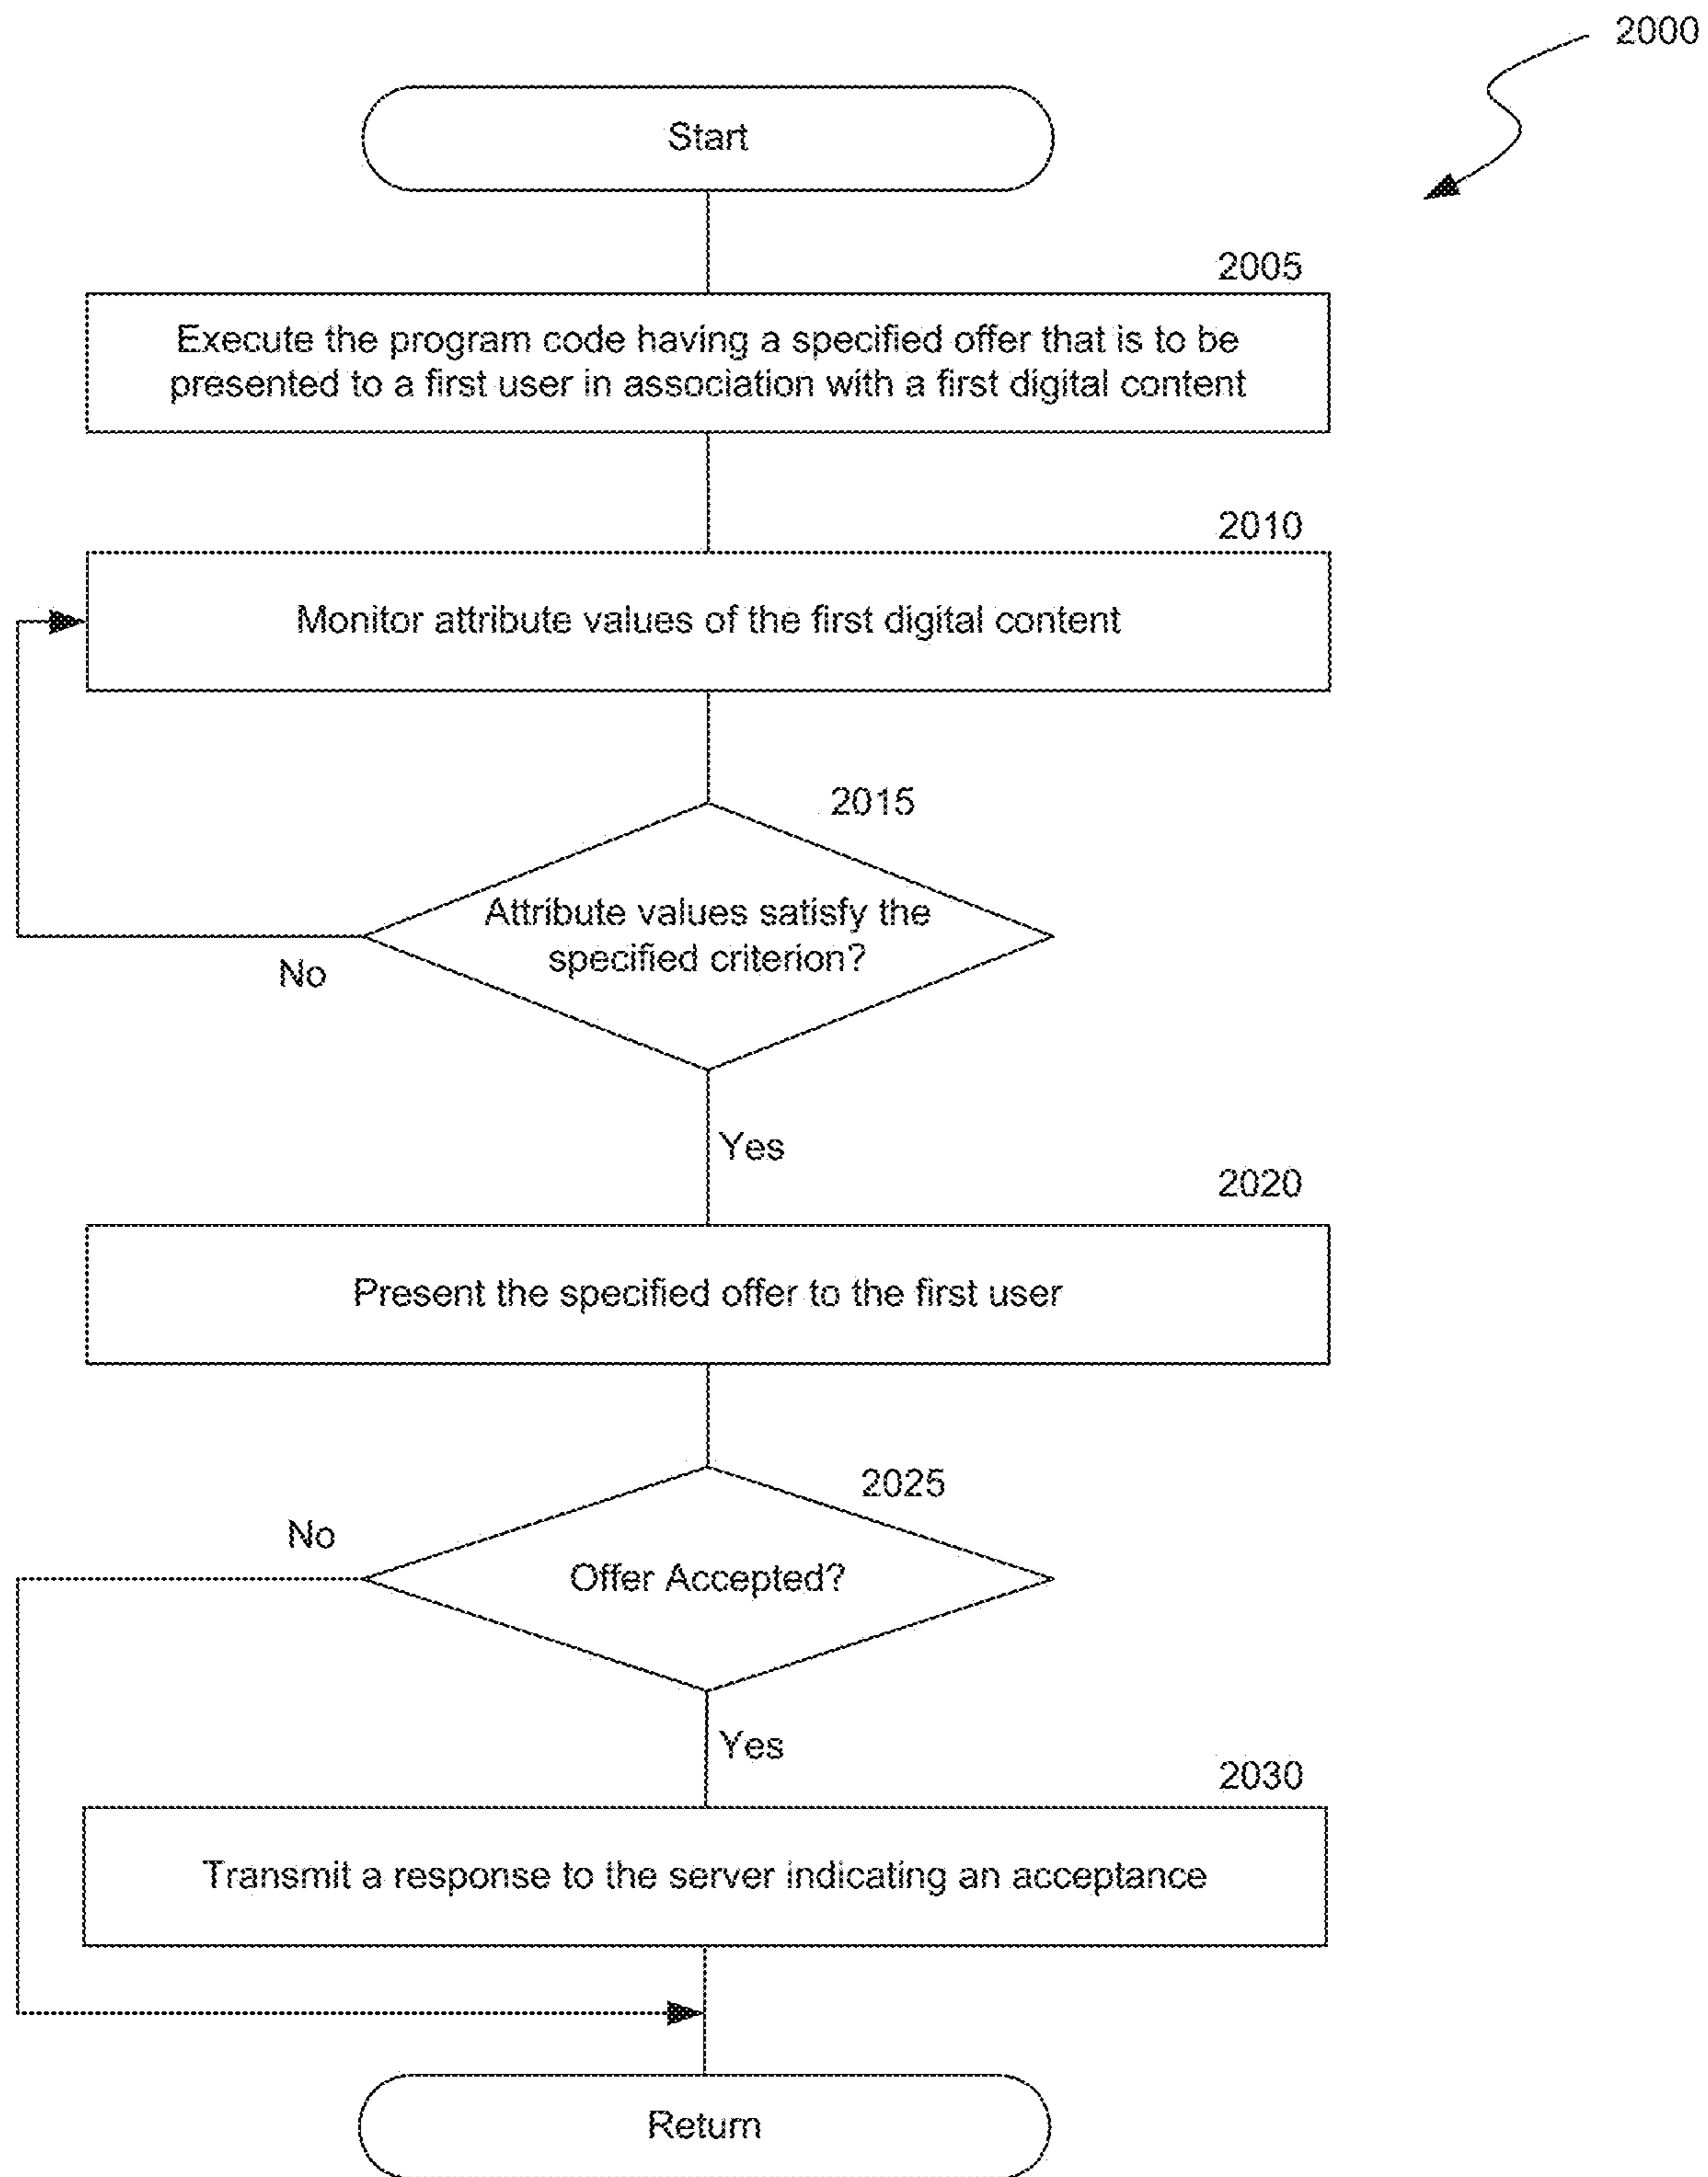 2000
Start
2005
Execute the program code having a specified offer that is to be
presented to a first user in association with a first digital content
2010
Monitor attribute values of the first digital content
2015
Attribute values satisfy the
specified criterion?
No
Yes
2020
Present the specified offer to the first user
2025
No
Offer Accepted?
Yes
2030
Transmit a response to the server indicating an acceptance
Return